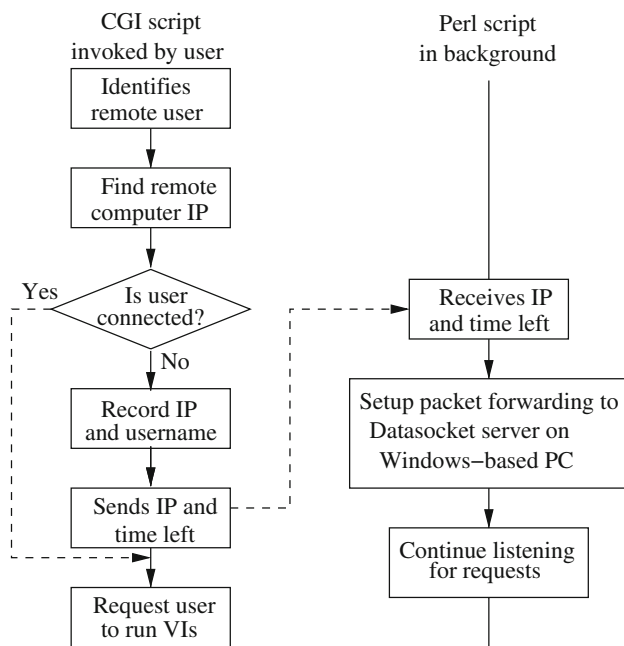 CGI script
invoked by user
Identifies
remote user
Find remote
computer IP
Yes
Is user
connected?
No
Record IP
and username
Sends IP and
time left
Request user
to run VIs
Perl script
in background
Receives IP
and time left
Setup packet forwarding to
Datasocket server on
Windows−based PC
Continue listening
for requests